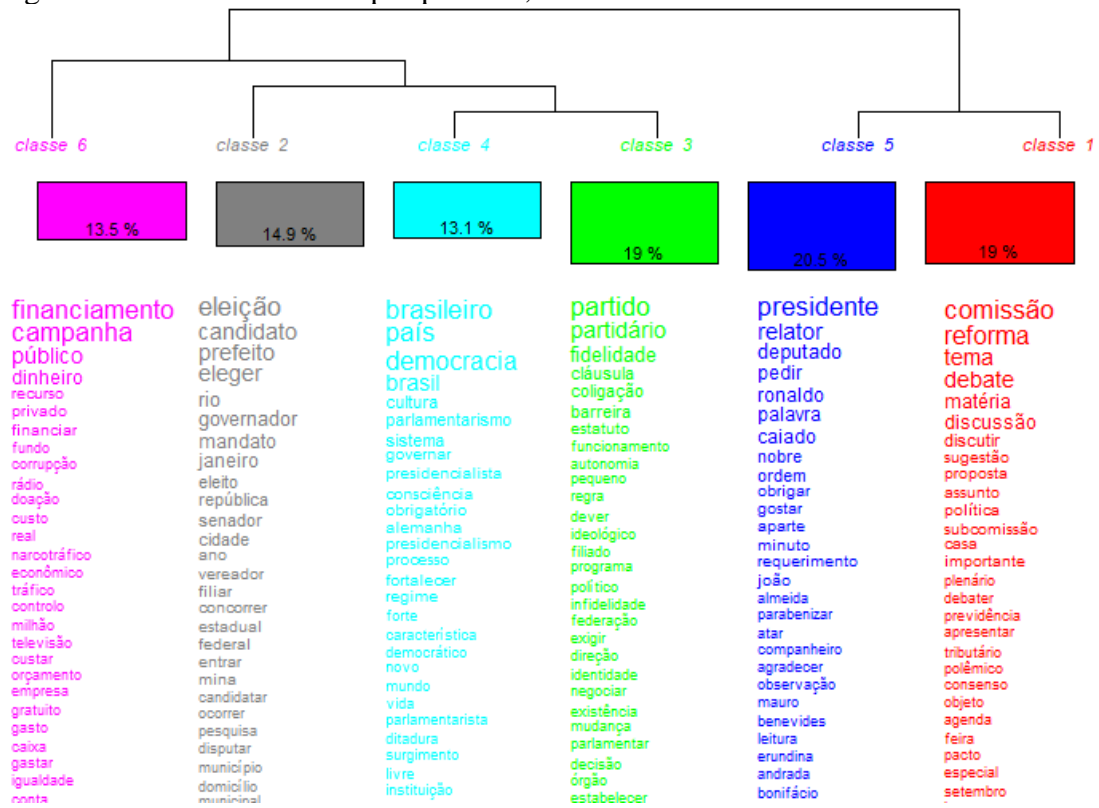 classe 6
classe 2
classe 4
classe 3
classe 5
classe 1
13.5 %
14.9 %
13.1 %
19 %
20.5 %
19 %
financiamento
campanha
público
dinheiro
recurso
privado
financiar
fundo
corrupção
rádio
doação
custo
real
narcotráfico
econômico
tráfico
controlo
milhão
televisão
custar
orçamento
empresa
gratuito
gasto
caixa
gastar
igualdade
conta
eleição
candidato
prefeito
eleger
rio
governador
mandato
janeiro
eleito
república
senador
cidade
ano
vereador
filiar
concorrer
estadual
federal
entrar
mina
candidatar
ocorrer
pesquisa
disputar
município
domicílio
municipal
brasileiro
país
democracia
brasil
cultura
parlamentarismo
sistema
governar
presidencialista
consciência
obrigatório
alemanha
presidencialismo
processo
fortalecer
regime
forte
característica
democrático
novo
mundo
vida
parlamentarista
ditadura
surgimento
livre
instituição
partido
partidário
fidelidade
cláusula
coligação
barreira
estatuto
funcionamento
autonomia
pequeno
regra
dever
ideológico
filiado
programa
político
infidelidade
federação
exigir
direção
identidade
negociar
existência
mudança
parlamentar
decisão
órgão
estabelecer
presidente
relator
deputado
pedir
ronaldo
palavra
caiado
nobre
ordem
obrigar
gostar
aparte
minuto
requerimento
joão
almeida
parabenizar
atar
companheiro
agradecer
observação
mauro
benevides
leitura
erundina
andrada
bonifácio
comissão
reforma
tema
debate
matéria
discussão
discutir
sugestão
proposta
assunto
política
subcomissão
casa
importante
plenário
debater
previdência
apresentar
tributário
polêmico
consenso
objeto
agenda
feira
pacto
especial
setembro